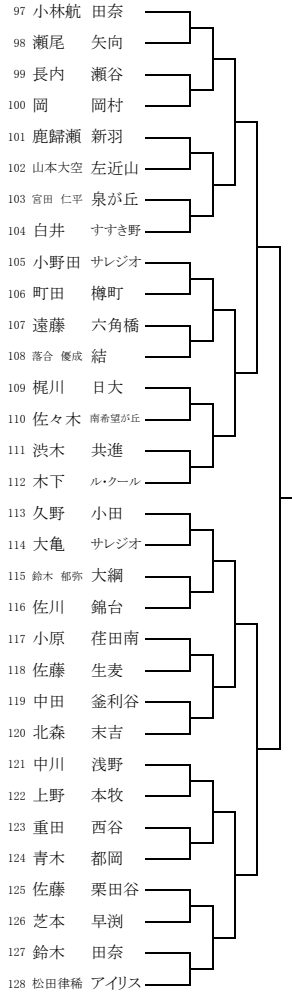 97 小林航 田奈
98 瀬尾 矢向
99 長内 瀬谷
100 岡 岡村
101 鹿歸瀬 新羽
102 山本大空 左近山
103 宮田 仁平 泉が丘
104 白井 すすき野
105 小野田 サレジオ
106 町田 樽町
107 遠藤 六角橋
108 落合 優成 結
109 梶川 日大
110 佐々木 南希望が丘
111 渋木 共進
112 木下 ル・クール
113 久野 小田
114 大亀 サレジオ
115 鈴木 郁弥 大綱
116 佐川 錦台
117 小原 荏田南
118 佐藤 生麦
119 中田 釜利谷
120 北森 末吉
121 中川 浅野
122 上野 本牧
123 重田 西谷
124 青木 都岡
125 佐藤 栗田谷
126 芝本 早渕
127 鈴木 田奈
128 松田律稀 アイリス